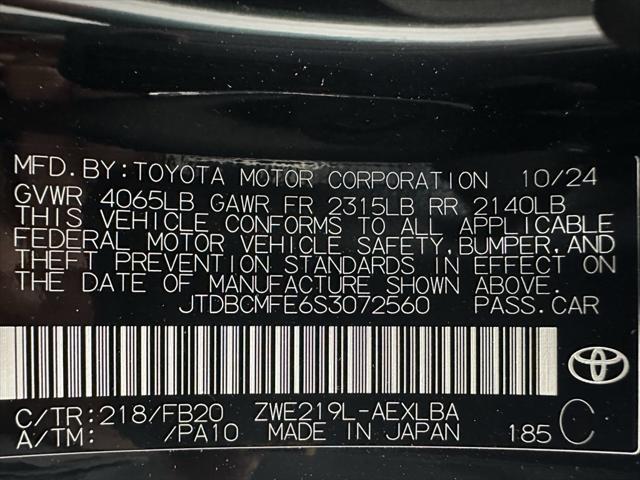 MFD.BY:TOYOTA MOTOR CORPORATION 10/24
GVWR 4065LB GAWR FR 2315LB RR 2140LB
THIS VEHICLE CONFORMS TO ALL APPLICABLE
FEDERAL MOTOR VEHICLE SAFETY,BUMPER,AND
THEFT PREVENTION STANDARDS IN EFFECT ON
THE DATE OF MANUFACTURE SHOWN ABOVE.
JTDBCMFE6S3072560 PASS.CAR
C/TR:218/FB20 ZWE219L-AEXLBA
A/TM: /PA10 MADE IN JAPAN 185 C